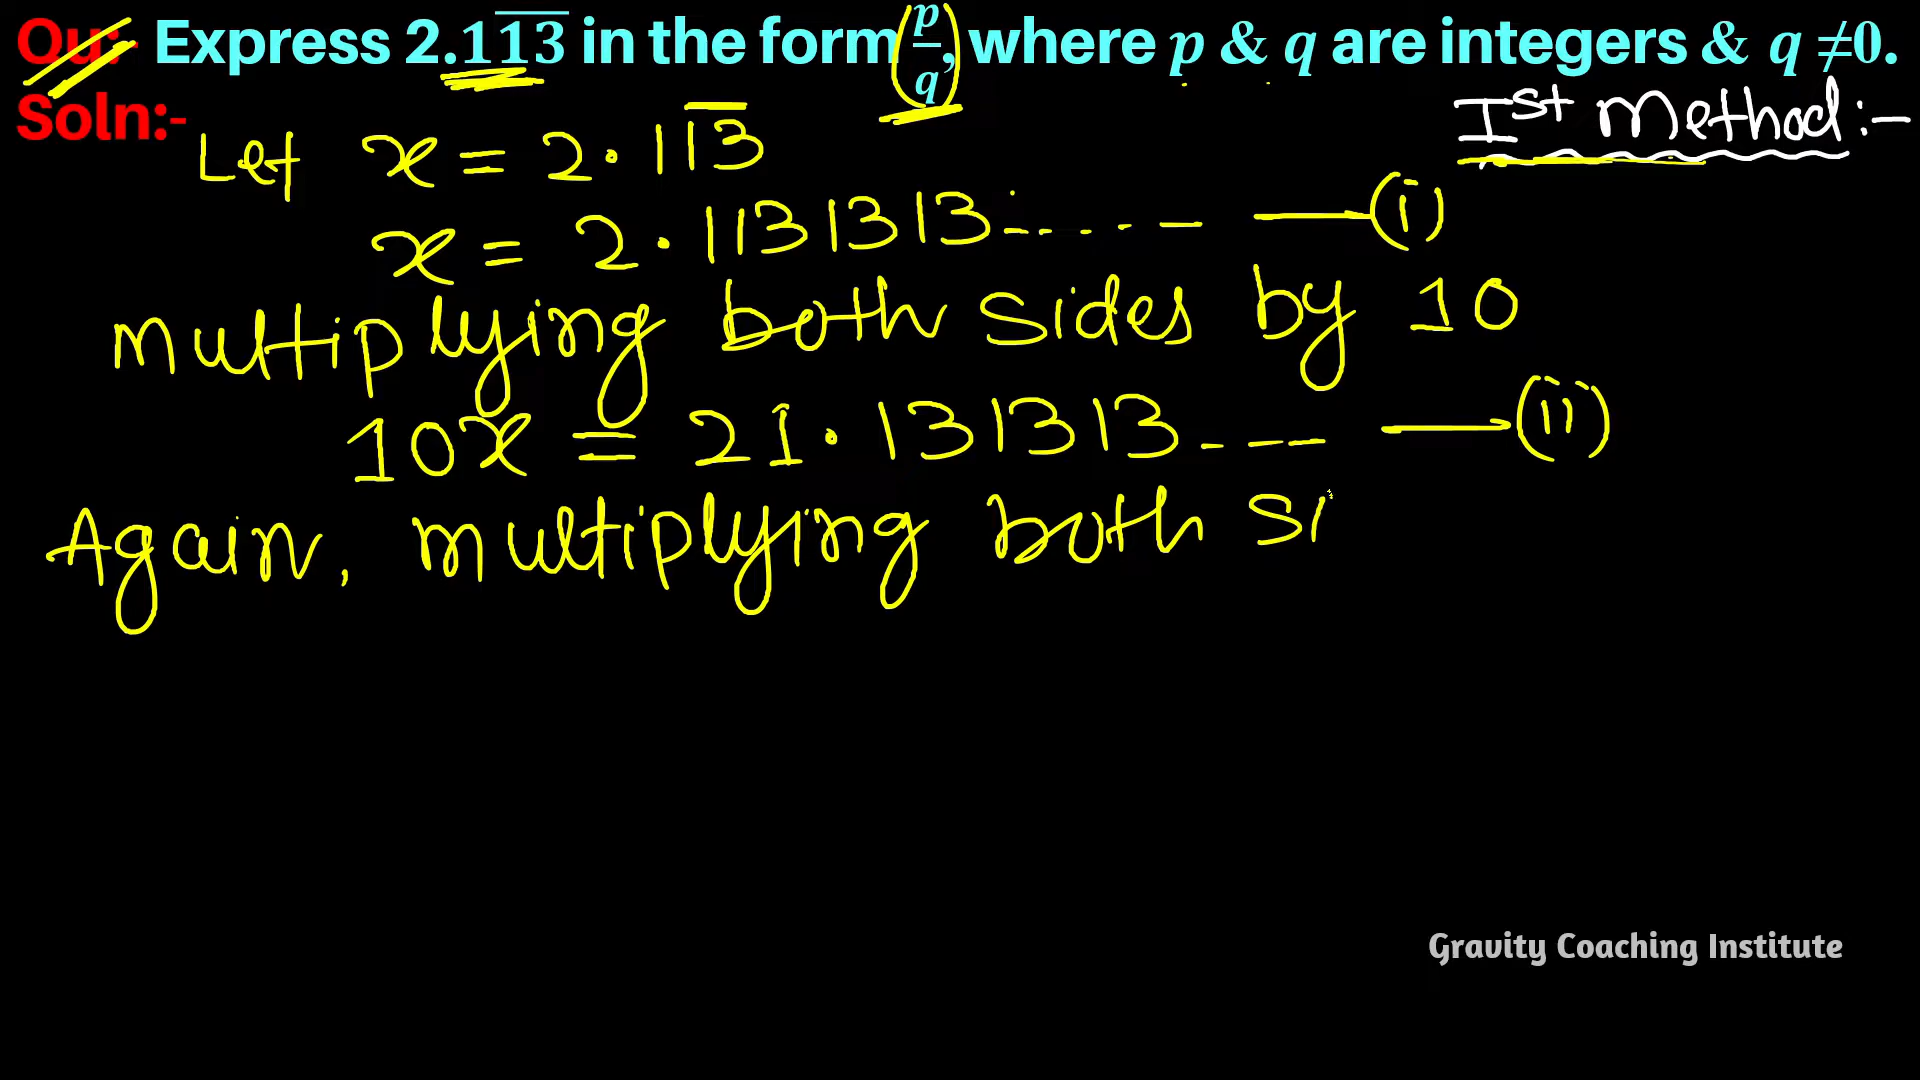 Qu:- Express 2.1\overline{13} in the form \frac{p}{q}, where p & q are integers & q ≠0.
Soln:-
Ist Method:-
Let x = 2.1\overline{13}
x = 2.1131313..... — (i)
Multiplying both sides by 10
10x = 21.131313... — (ii)
Again, multiplying both si
Gravity Coaching Institute